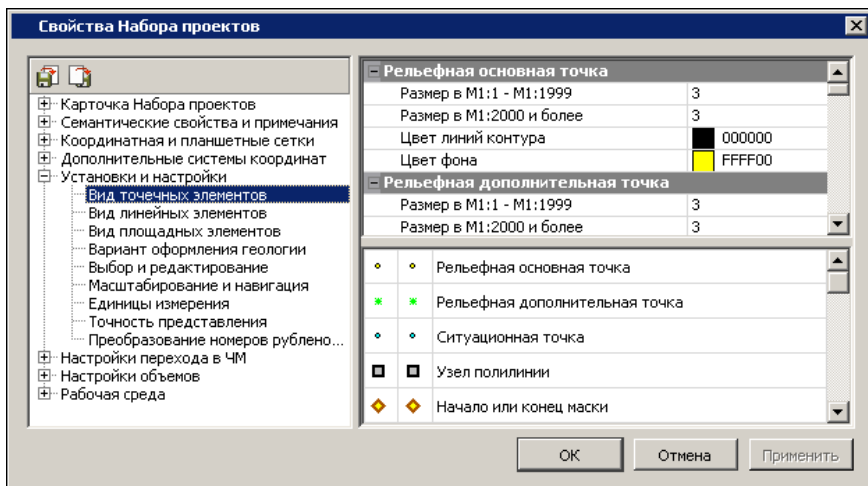 Свойства Набора проектов
Карточка Набора проектов
Семантические свойства и примечания
Координатная и планшетные сетки
Дополнительные системы координат
Установки и настройки
Вид точечных элементов
Вид линейных элементов
Вид площадных элементов
Вариант оформления геологии
Выбор и редактирование
Масштабирование и навигация
Единицы измерения
Точность представления
Преобразование номеров рублено...
Настройки перехода в ЧМ
Настройки объемов
Рабочая среда
Рельефная основная точка
Размер в М1:1 - М1:1999 3
Размер в М1:2000 и более 3
Цвет линий контура 000000
Цвет фона FFFF00
Рельефная дополнительная точка
Размер в М1:1 - М1:1999 3
Размер в М1:2000 и более 3
Рельефная основная точка
Рельефная дополнительная точка
Ситуационная точка
Узел полилинии
Начало или конец маски
ОК Отмена Применить